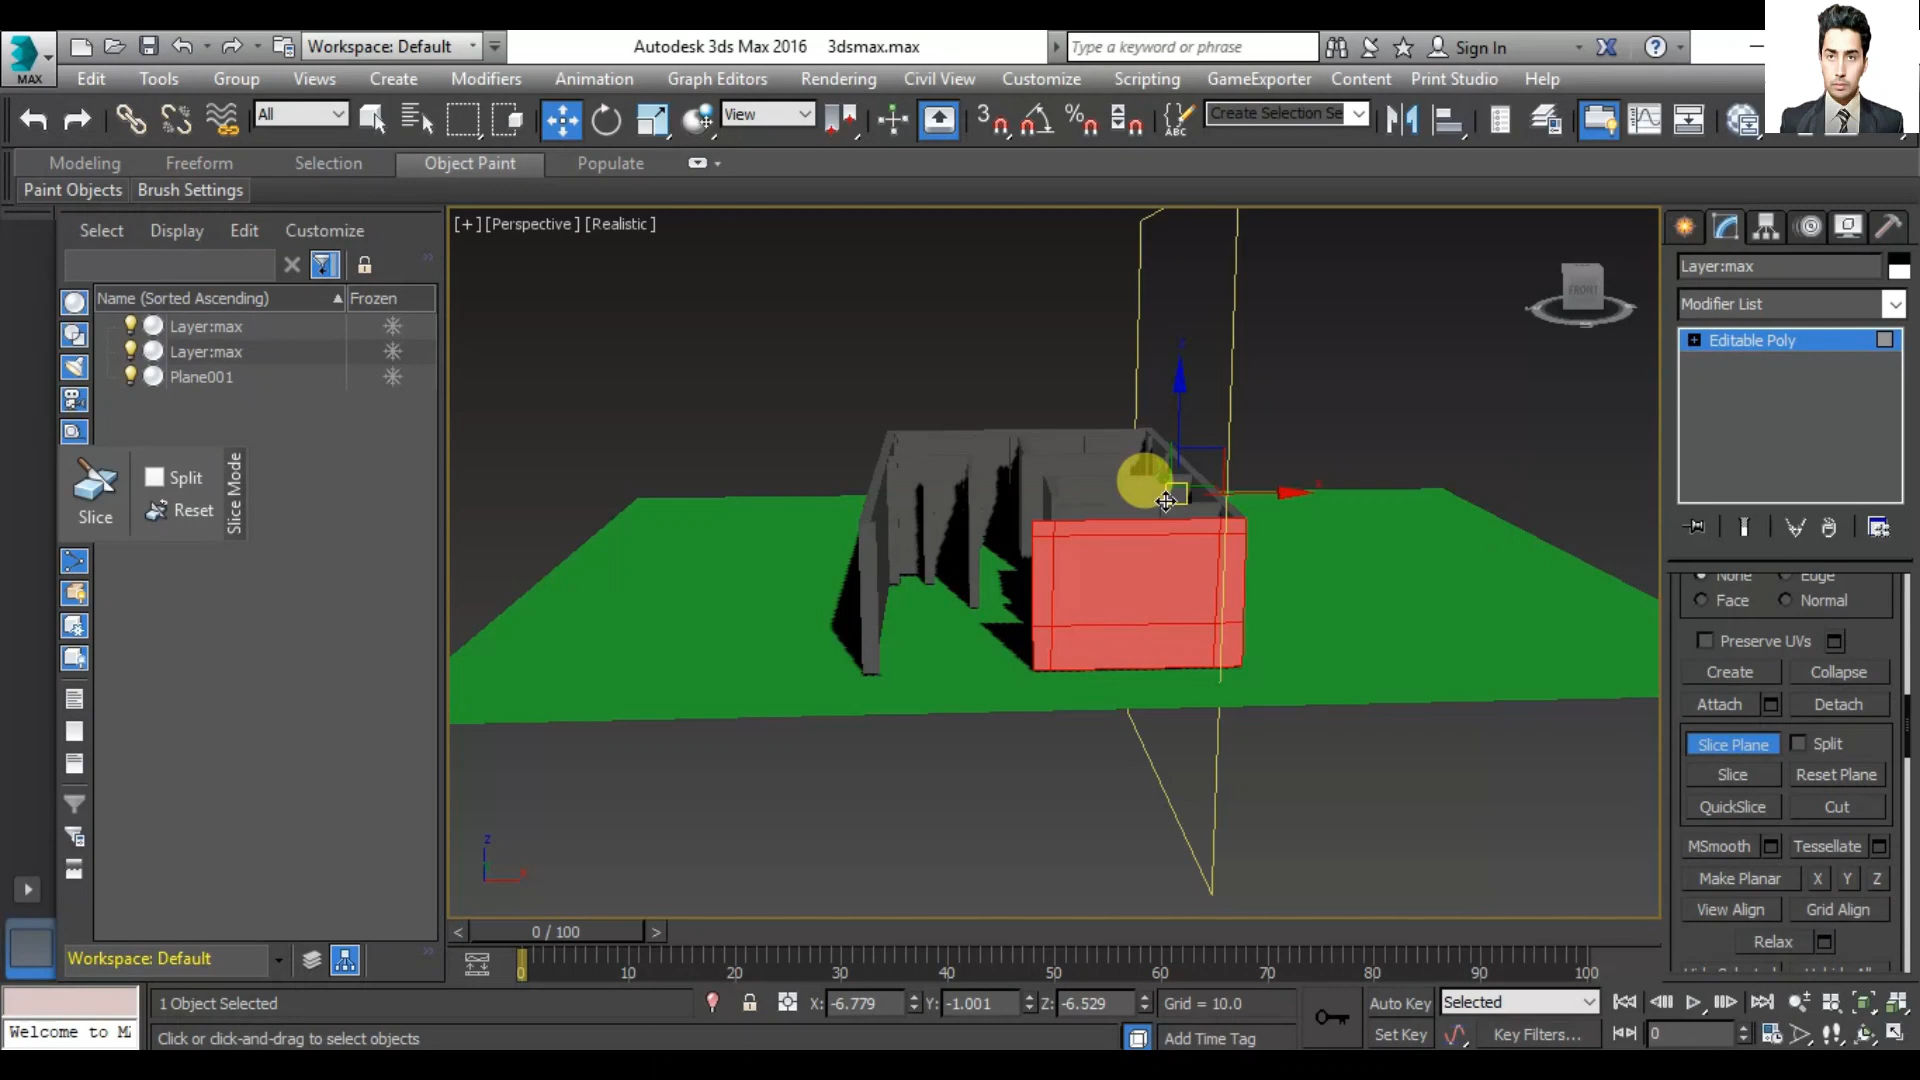 Workspace: Default
Autodesk 3ds Max 2016 3dsmax.max
Type a keyword or phrase
Sign In
MAX
Edit Tools Group Views Create Modifiers Animation Graph Editors Rendering Civil View Customize Scripting GameExporter Content Print Studio Help
All
View
3
%
ABC
Create Selection Se
Modeling Freeform Selection Object Paint Populate
Paint Objects Brush Settings
Select Display Edit Customize
[+] [Perspective] [Realistic]
FRONT
Layer:max
Modifier List
Name (Sorted Ascending) Frozen
Layer:max
Layer:max
Plane001
Editable Poly
Slice
Split
Reset
Slice Mode
z
x
None Edge
Face Normal
Preserve UVs
Create Collapse
Attach Detach
Slice Plane Split
Slice Reset Plane
QuickSlice Cut
MSmooth Tessellate
Make Planar X Y Z
View Align Grid Align
Relax
z
x
0 / 100
< >
Workspace: Default
0 10 20 30 40 50 60 70 80 90 100
1 Object Selected
X: -6.779 Y: -1.001 Z: -6.529 Grid = 10.0
Auto Key Selected
Welcome to M
Click or click-and-drag to select objects
Add Time Tag
Set Key Key Filters...
0